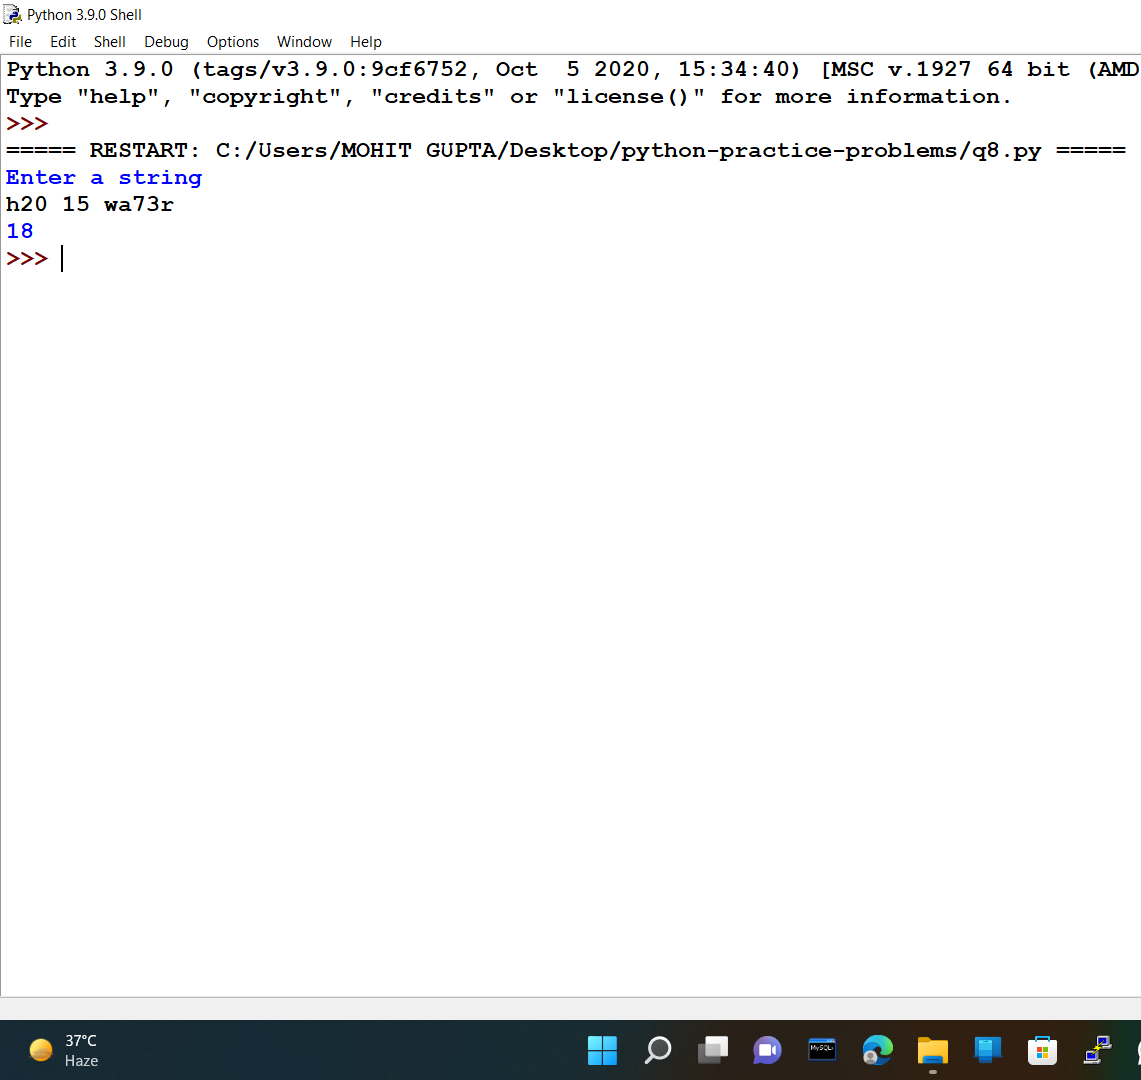 Python 3.9.0 Shell
File Edit Shell Debug Options Window Help
Python 3.9.0 (tags/v3.9.0:9cf6752, Oct  5 2020, 15:34:40) [MSC v.1927 64 bit (AMD
Type "help", "copyright", "credits" or "license()" for more information.
>>>
===== RESTART: C:/Users/MOHIT GUPTA/Desktop/python-practice-problems/q8.py =====
Enter a string
h20 15 wa73r
18
>>>
37°C
Haze
MySQL